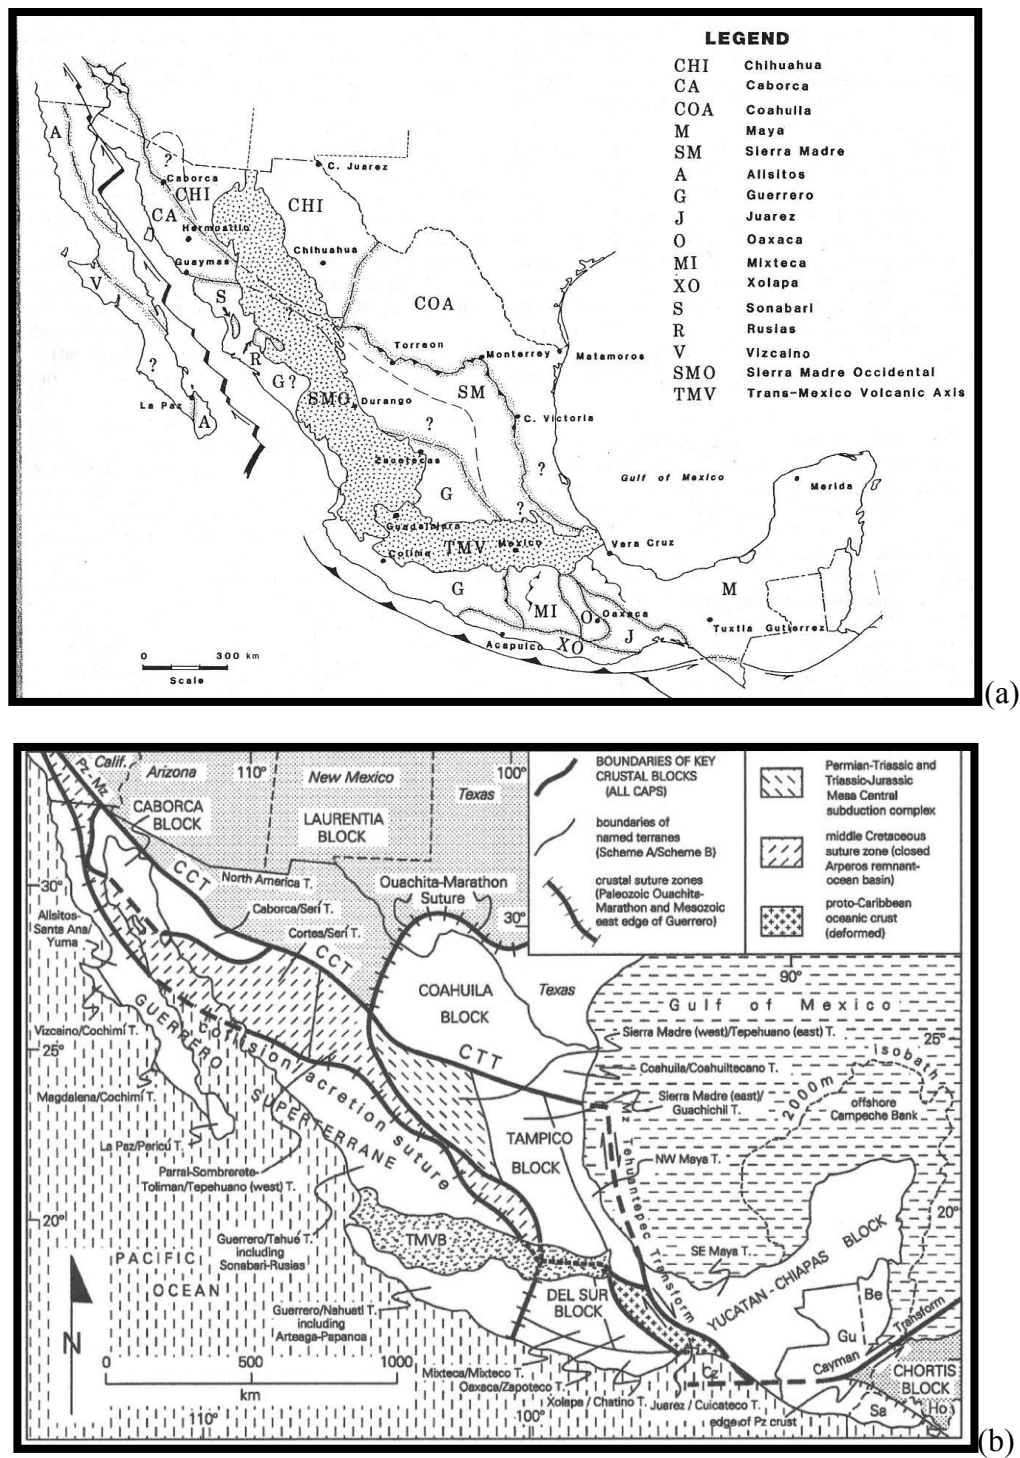 LEGEND
CHI Chihuahua
CA Caborca
COA Coahuila
M Maya
SM Sierra Madre
A Alisitos
G Guerrero
J Juarez
O Oaxaca
MI Mixteca
XO Xolapa
S Sonabari
R Rusias
V Vizcaino
SMO Sierra Madre Occidental
TMV Trans-Mexico Volcanic Axis
A
?
C. Juarez
Caborca
CHI
CHI
CA
Hermosillo
Chihuahua
Guaymas
V
S
COA
?
Torreon
Monterrey
Matamoros
R
?
G?
SM
SMO
Durango
La Paz
A
C. Victoria
?
Zacatecas
?
Gulf of Mexico
Merida
G
?
Guadalajara
TMV
Mexico
Vera Cruz
Colima
G
MI
O
Oaxaca
M
Tuxtla Gutierrez
J
Acapulco
XO
0 300 km
Scale
(a)
Calif.
Pz-Mz
Arizona
110°
New Mexico
100°
Texas
CABORCA
BLOCK
LAURENTIA
BLOCK
BOUNDARIES OF KEY
CRUSTAL BLOCKS
(ALL CAPS)
boundaries of
named terranes
(Scheme A/Scheme B)
crustal suture zones
(Paleozoic Ouachita-
Marathon and Mesozoic
east edge of Guerrero)
Permian-Triassic and
Triassic-Jurassic
Mesa Central
subduction complex
middle Cretaceous
suture zone (closed
Arperos remnant-
ocean basin)
proto-Caribbean
oceanic crust
(deformed)
CCT
North America T.
30°
Ouachita-Marathon
Suture
Caborca/Serí T.
30°
Alisitos-
Santa Ana/
Yuma
Cortes/Serí T.
CCT
90°
COAHUILA
BLOCK
Texas
Gulf of Mexico
GUERRERO
SUPERTERRANE
collision/accretion suture
Vizcaino/Cochimí T.
25°
CTT
Sierra Madre (west)/Tepehuano (east) T.
25°
isobath
2000m
Coahuila/Coahuiltecano T.
Magdalena/Cochimí T.
Sierra Madre (east)/
Guachichil T.
offshore
Campeche Bank
La Paz/Pericú T.
TAMPICO
BLOCK
Mz Tehuantepec Transform
NW Maya T.
Parral-Sombrerete-
Toliman/Tepehuano (west) T.
20°
20°
Guerrero/Tahué T.
including
Sonabari-Rusias
TMVB
SE Maya T.
YUCATAN-CHIAPAS BLOCK
PACIFIC
OCEAN
DEL SUR
BLOCK
Be
Guerrero/Nahuatl T.
including
Arteaga-Papanoa
N
Gu
Cayman Transform
0 500 1000
km
Mixteca/Mixteco T.
Oaxaca/Zapoteco T.
Xolapa / Chatino T.
Juarez / Cuicateco T.
edge of Pz crust
CHORTIS
BLOCK
Sa
Ho
110°
100°
(b)